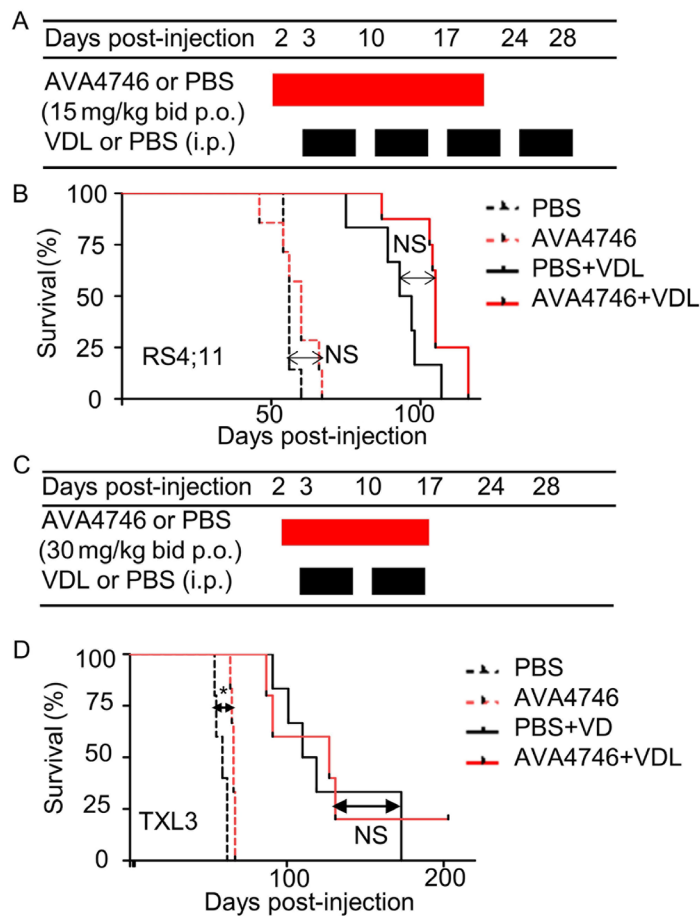 A
Days post-injection 2 3 10 17 24 28
AVA4746 or PBS
(15 mg/kg bid p.o.)
VDL or PBS (i.p.)
B
100
75
50
25
0
Survival (%)
NS
NS
RS4;11
50 100
Days post-injection
PBS
AVA4746
PBS+VDL
AVA4746+VDL
C
Days post-injection 2 3 10 17 24 28
AVA4746 or PBS
(30 mg/kg bid p.o.)
VDL or PBS (i.p.)
D
100
75
50
25
0
Survival (%)
*
TXL3
NS
100 200
Days post-injection
PBS
AVA4746
PBS+VD
AVA4746+VDL